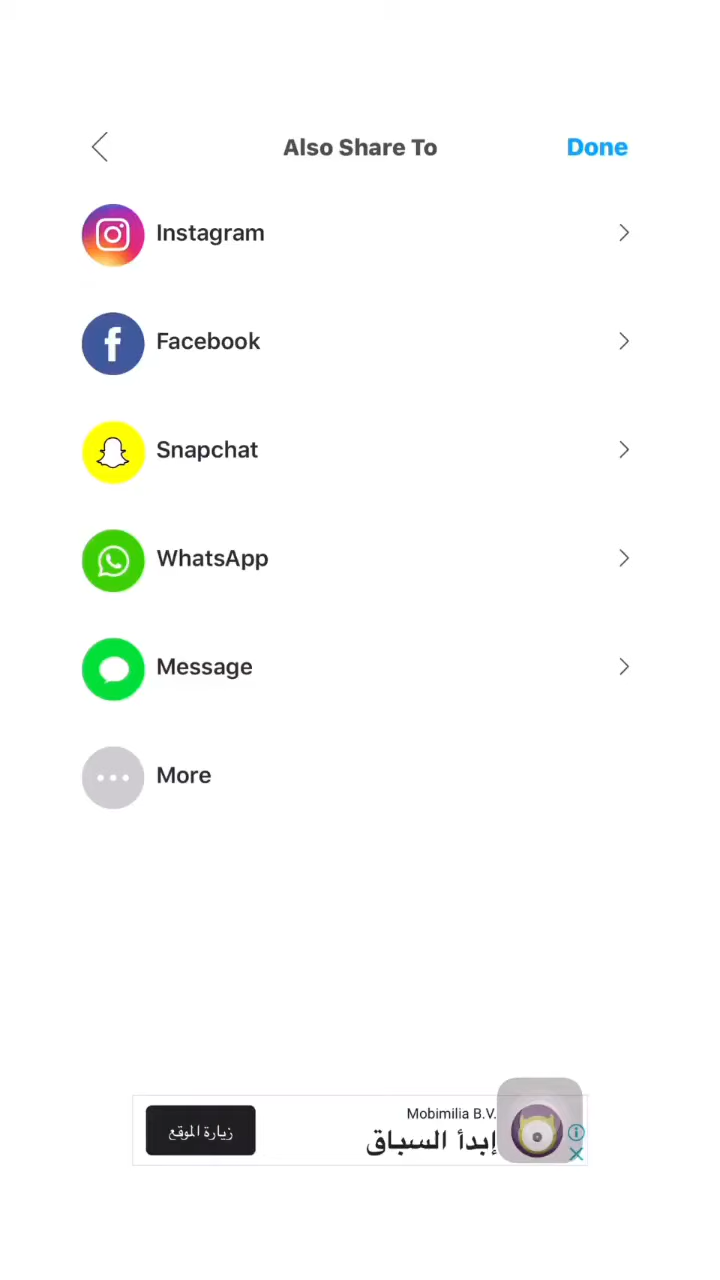 Also Share To
Done
Instagram
Facebook
Snapchat
WhatsApp
Message
More
Mobimilia B.V.
إبدأ السباق
زيارة الموقع